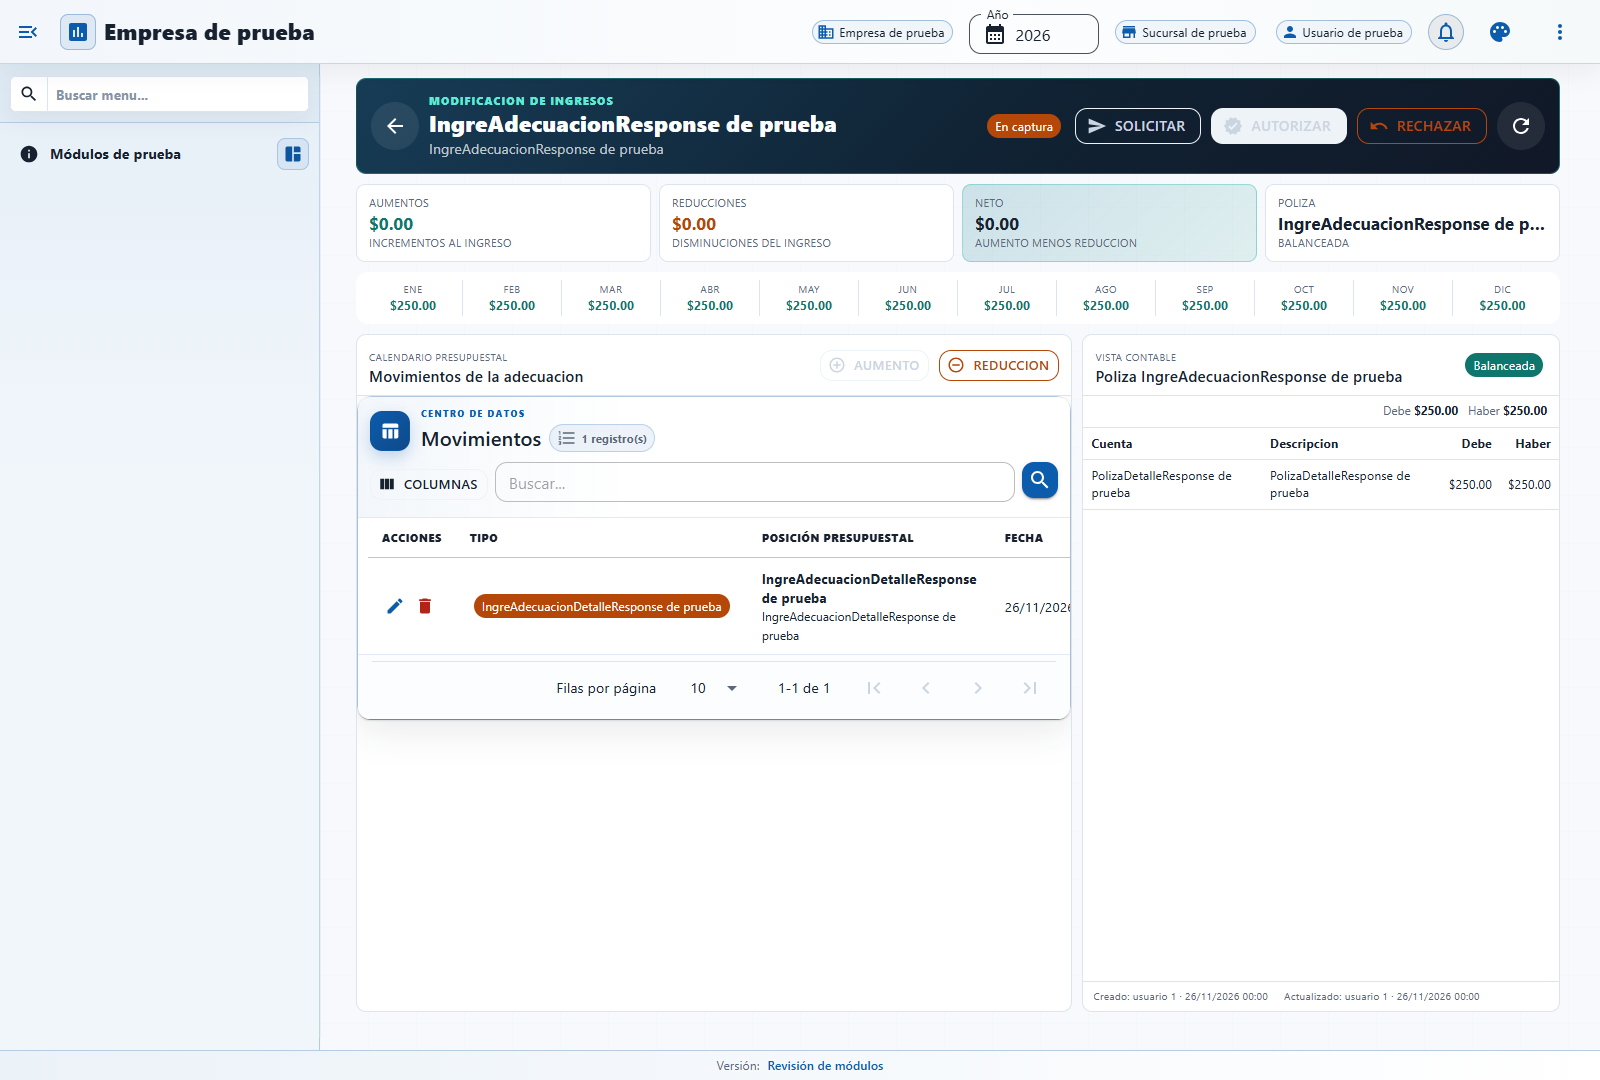 Empresa de prueba
Empresa de prueba
Año
2026
Sucursal de prueba
Usuario de prueba
Buscar menu...
Módulos de prueba
MODIFICACION DE INGRESOS
IngreAdecuacionResponse de prueba
IngreAdecuacionResponse de prueba
En captura
SOLICITAR
AUTORIZAR
RECHAZAR
AUMENTOS
$0.00
INCREMENTOS AL INGRESO
REDUCCIONES
$0.00
DISMINUCIONES DEL INGRESO
NETO
$0.00
AUMENTO MENOS REDUCCION
POLIZA
IngreAdecuacionResponse de p...
BALANCEADA
ENE FEB MAR ABR MAY JUN JUL AGO SEP OCT NOV DIC
$250.00 $250.00 $250.00 $250.00 $250.00 $250.00 $250.00 $250.00 $250.00 $250.00 $250.00 $250.00
CALENDARIO PRESUPUESTAL
Movimientos de la adecuacion
AUMENTO
REDUCCION
CENTRO DE DATOS
Movimientos
1 registro(s)
COLUMNAS
Buscar...
ACCIONES TIPO POSICIÓN PRESUPUESTAL FECHA
IngreAdecuacionDetalleResponse de prueba
IngreAdecuacionDetalleResponse
de prueba
IngreAdecuacionDetalleResponse de
prueba
26/11/2026
Filas por página 10 1-1 de 1
VISTA CONTABLE
Poliza IngreAdecuacionResponse de prueba
Balanceada
Debe $250.00 Haber $250.00
Cuenta Descripcion Debe Haber
PolizaDetalleResponse de
prueba
PolizaDetalleResponse de
prueba
$250.00 $250.00
Creado: usuario 1 · 26/11/2026 00:00 Actualizado: usuario 1 · 26/11/2026 00:00
Versión: Revisión de módulos